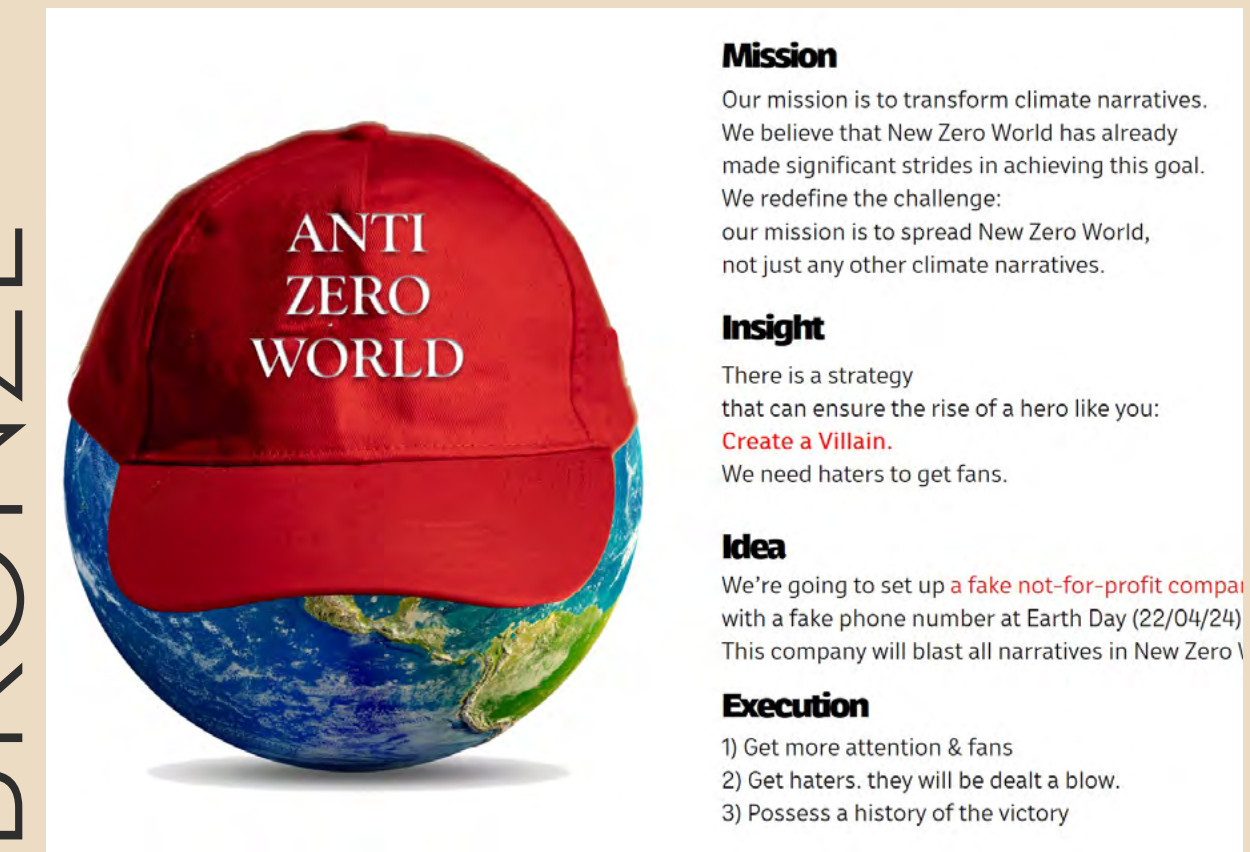 BRONZE
ANTI
ZERO
WORLD
Mission
Our mission is to transform climate narratives.
We believe that New Zero World has already
made significant strides in achieving this goal.
We redefine the challenge:
our mission is to spread New Zero World,
not just any other climate narratives.
Insight
There is a strategy
that can ensure the rise of a hero like you:
Create a Villain.
We need haters to get fans.
Idea
We're going to set up a fake not-for-profit
with a fake phone number at Earth Day (22/04/24)
This company will blast all narratives in New Zero
Execution
1) Get more attention & fans
2) Get haters. they will be dealt a blow.
3) Possess a history of the victory